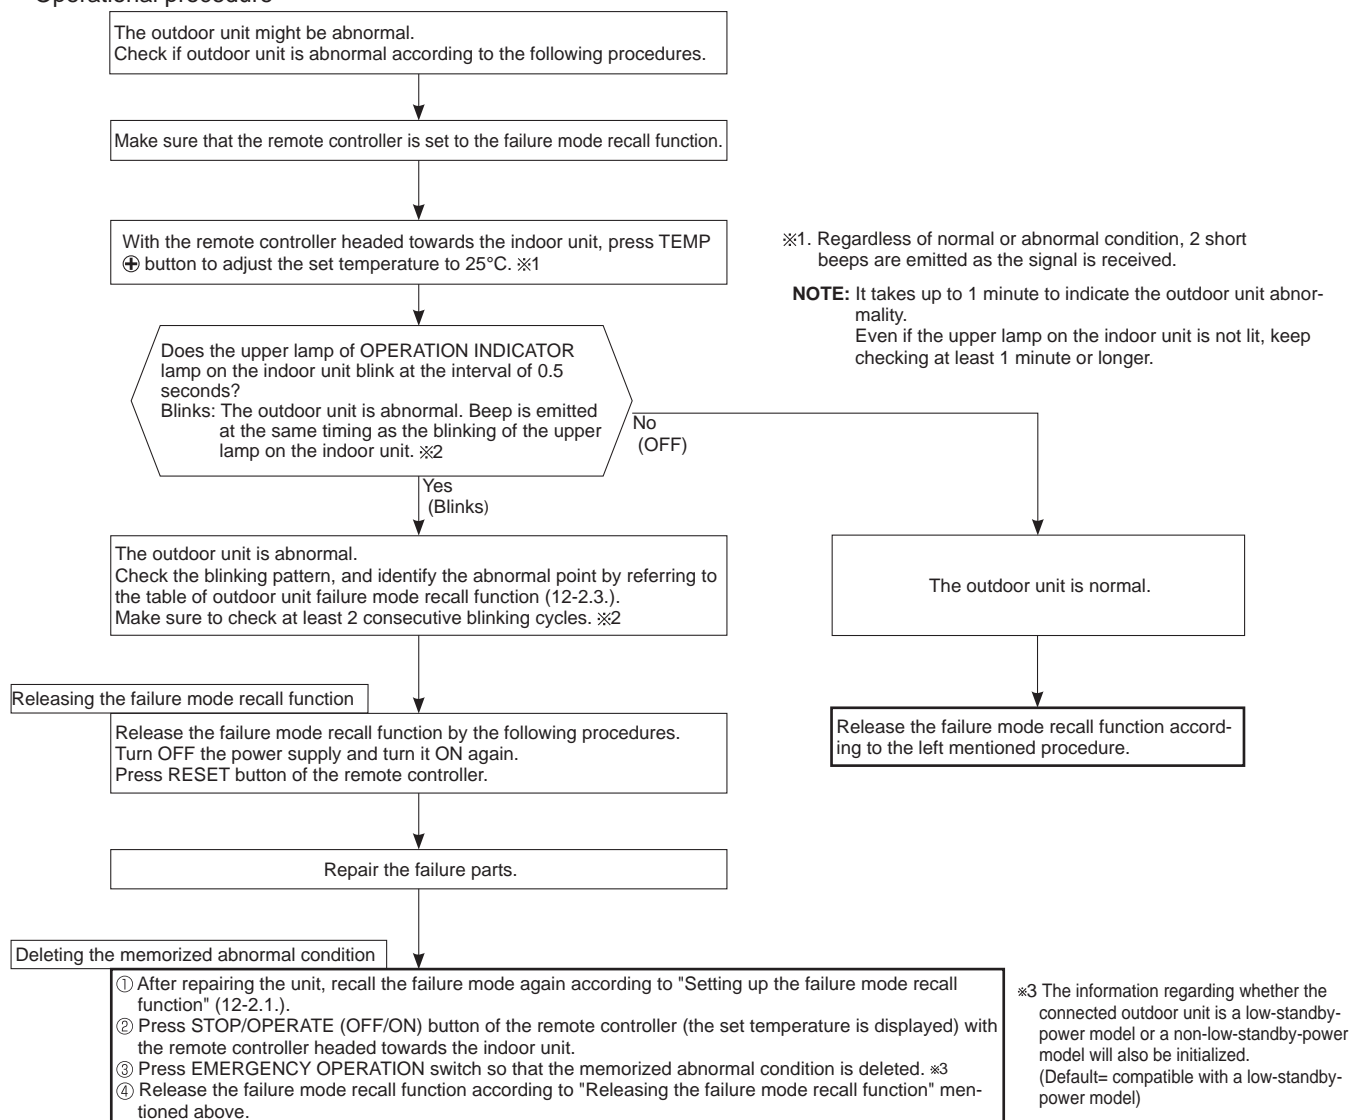 Operational procedure
The outdoor unit might be abnormal.
Check if outdoor unit is abnormal according to the following procedures.
Make sure that the remote controller is set to the failure mode recall function.
With the remote controller headed towards the indoor unit, press TEMP
⊕ button to adjust the set temperature to 25°C. ※1
※1. Regardless of normal or abnormal condition, 2 short
beeps are emitted as the signal is received.
NOTE: It takes up to 1 minute to indicate the outdoor unit abnor-
mality.
Even if the upper lamp on the indoor unit is not lit, keep
checking at least 1 minute or longer.
Does the upper lamp of OPERATION INDICATOR
lamp on the indoor unit blink at the interval of 0.5
seconds?
Blinks: The outdoor unit is abnormal. Beep is emitted
at the same timing as the blinking of the upper
lamp on the indoor unit. ※2
No
(OFF)
Yes
(Blinks)
The outdoor unit is abnormal.
Check the blinking pattern, and identify the abnormal point by referring to
the table of outdoor unit failure mode recall function (12-2.3.).
Make sure to check at least 2 consecutive blinking cycles. ※2
The outdoor unit is normal.
Releasing the failure mode recall function
Release the failure mode recall function by the following procedures.
Turn OFF the power supply and turn it ON again.
Press RESET button of the remote controller.
Release the failure mode recall function accord-
ing to the left mentioned procedure.
Repair the failure parts.
Deleting the memorized abnormal condition
① After repairing the unit, recall the failure mode again according to "Setting up the failure mode recall
function" (12-2.1.).
② Press STOP/OPERATE (OFF/ON) button of the remote controller (the set temperature is displayed) with
the remote controller headed towards the indoor unit.
③ Press EMERGENCY OPERATION switch so that the memorized abnormal condition is deleted. ※3
④ Release the failure mode recall function according to "Releasing the failure mode recall function" men-
tioned above.
※3 The information regarding whether the
connected outdoor unit is a low-standby-
power model or a non-low-standby-power
model will also be initialized.
(Default= compatible with a low-standby-
power model)